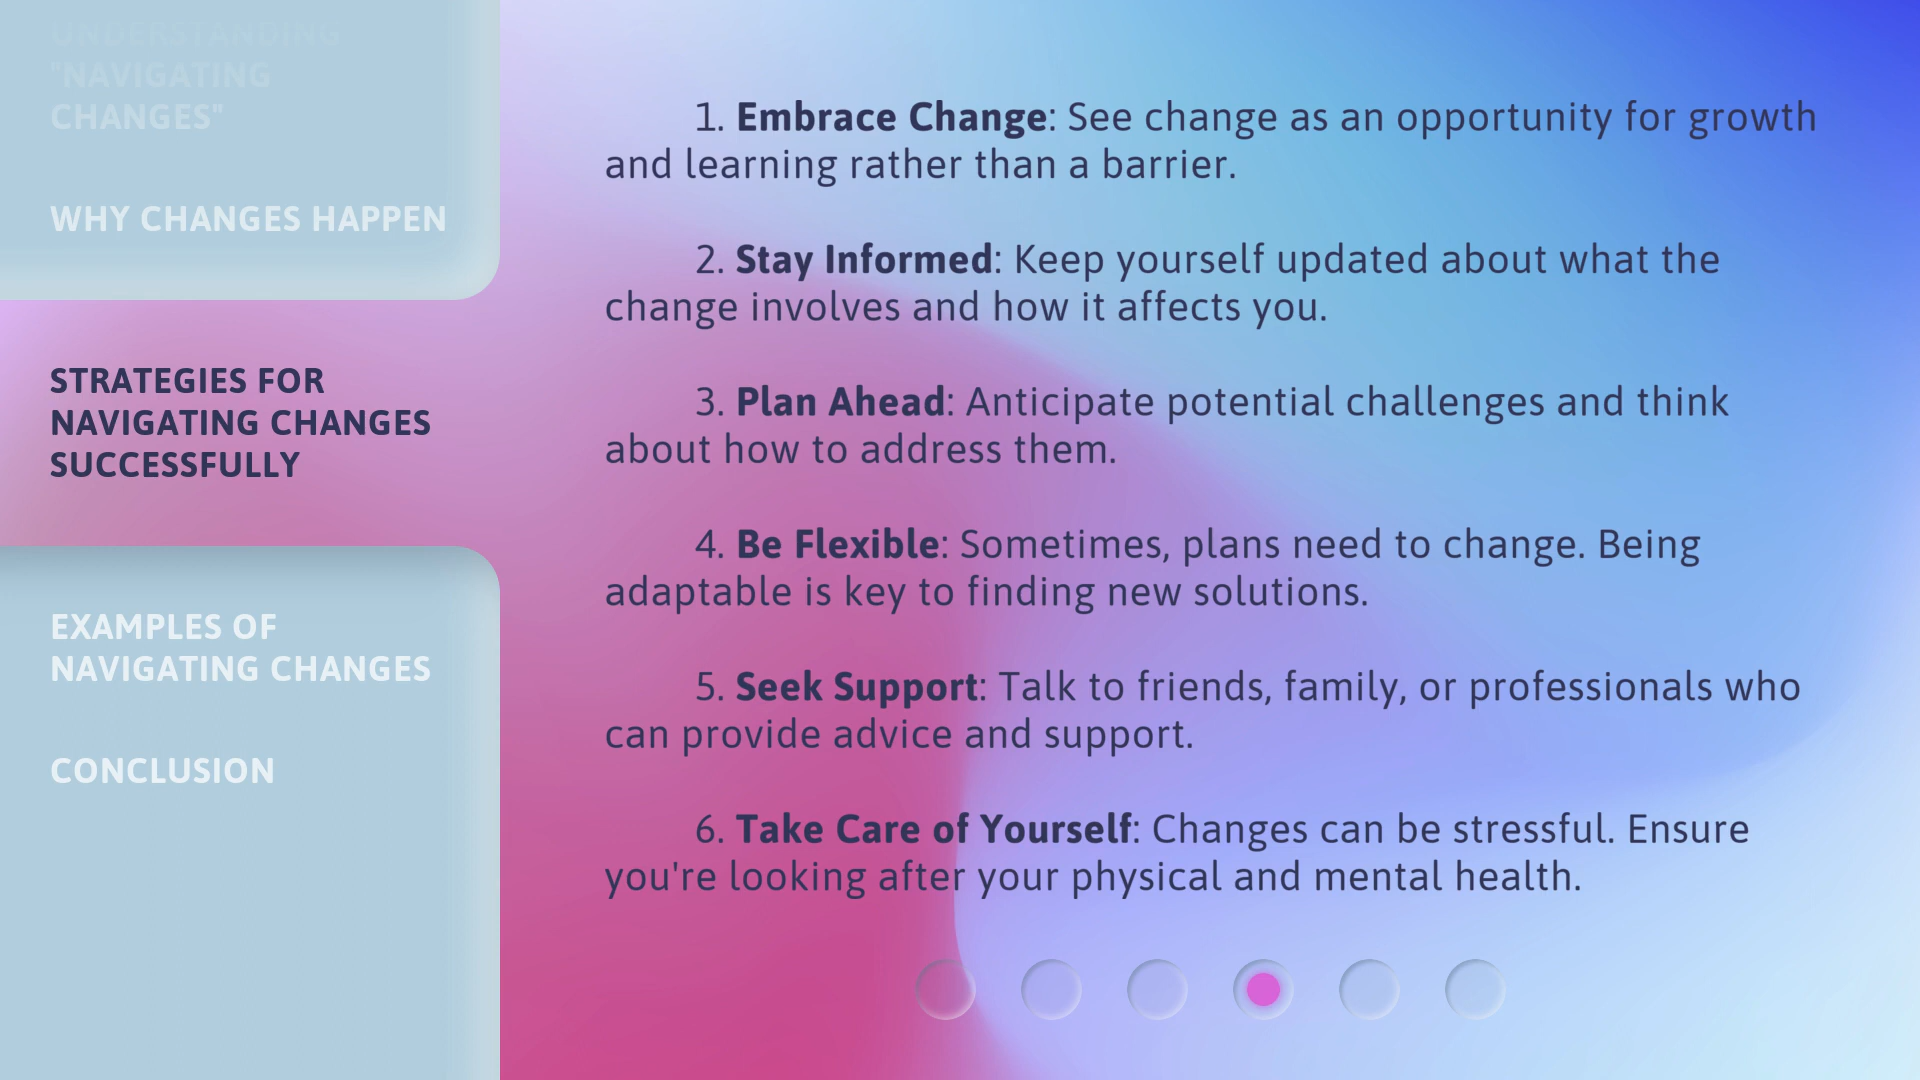 UNDERSTANDING
"NAVIGATING
CHANGES"
WHY CHANGES HAPPEN
STRATEGIES FOR
NAVIGATING CHANGES
SUCCESSFULLY
EXAMPLES OF
NAVIGATING CHANGES
CONCLUSION
1. Embrace Change: See change as an opportunity for growth
and learning rather than a barrier.
2. Stay Informed: Keep yourself updated about what the
change involves and how it affects you.
3. Plan Ahead: Anticipate potential challenges and think
about how to address them.
4. Be Flexible: Sometimes, plans need to change. Being
adaptable is key to finding new solutions.
5. Seek Support: Talk to friends, family, or professionals who
can provide advice and support.
6. Take Care of Yourself: Changes can be stressful. Ensure
you're looking after your physical and mental health.